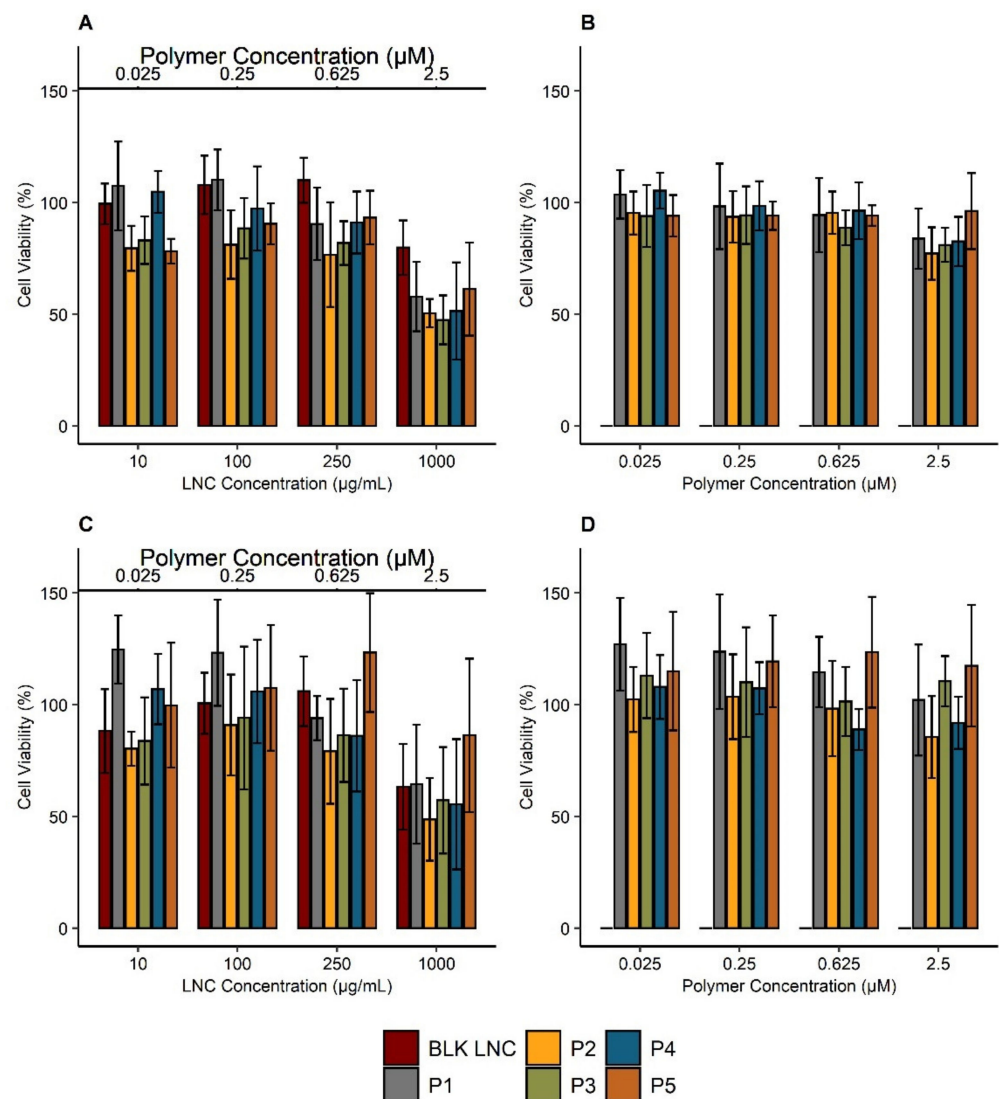 A
Polymer Concentration (µM)
0.025 0.25 0.625 2.5
150
100
50
0
Cell Viability (%)
10 100 250 1000
LNC Concentration (µg/mL)
B
150
100
50
0
Cell Viability (%)
0.025 0.25 0.625 2.5
Polymer Concentration (µM)
C
Polymer Concentration (µM)
0.025 0.25 0.625 2.5
150
100
50
0
Cell Viability (%)
10 100 250 1000
LNC Concentration (µg/mL)
D
150
100
50
0
Cell Viability (%)
0.025 0.25 0.625 2.5
Polymer Concentration (µM)
BLK LNC P2 P4
P1 P3 P5